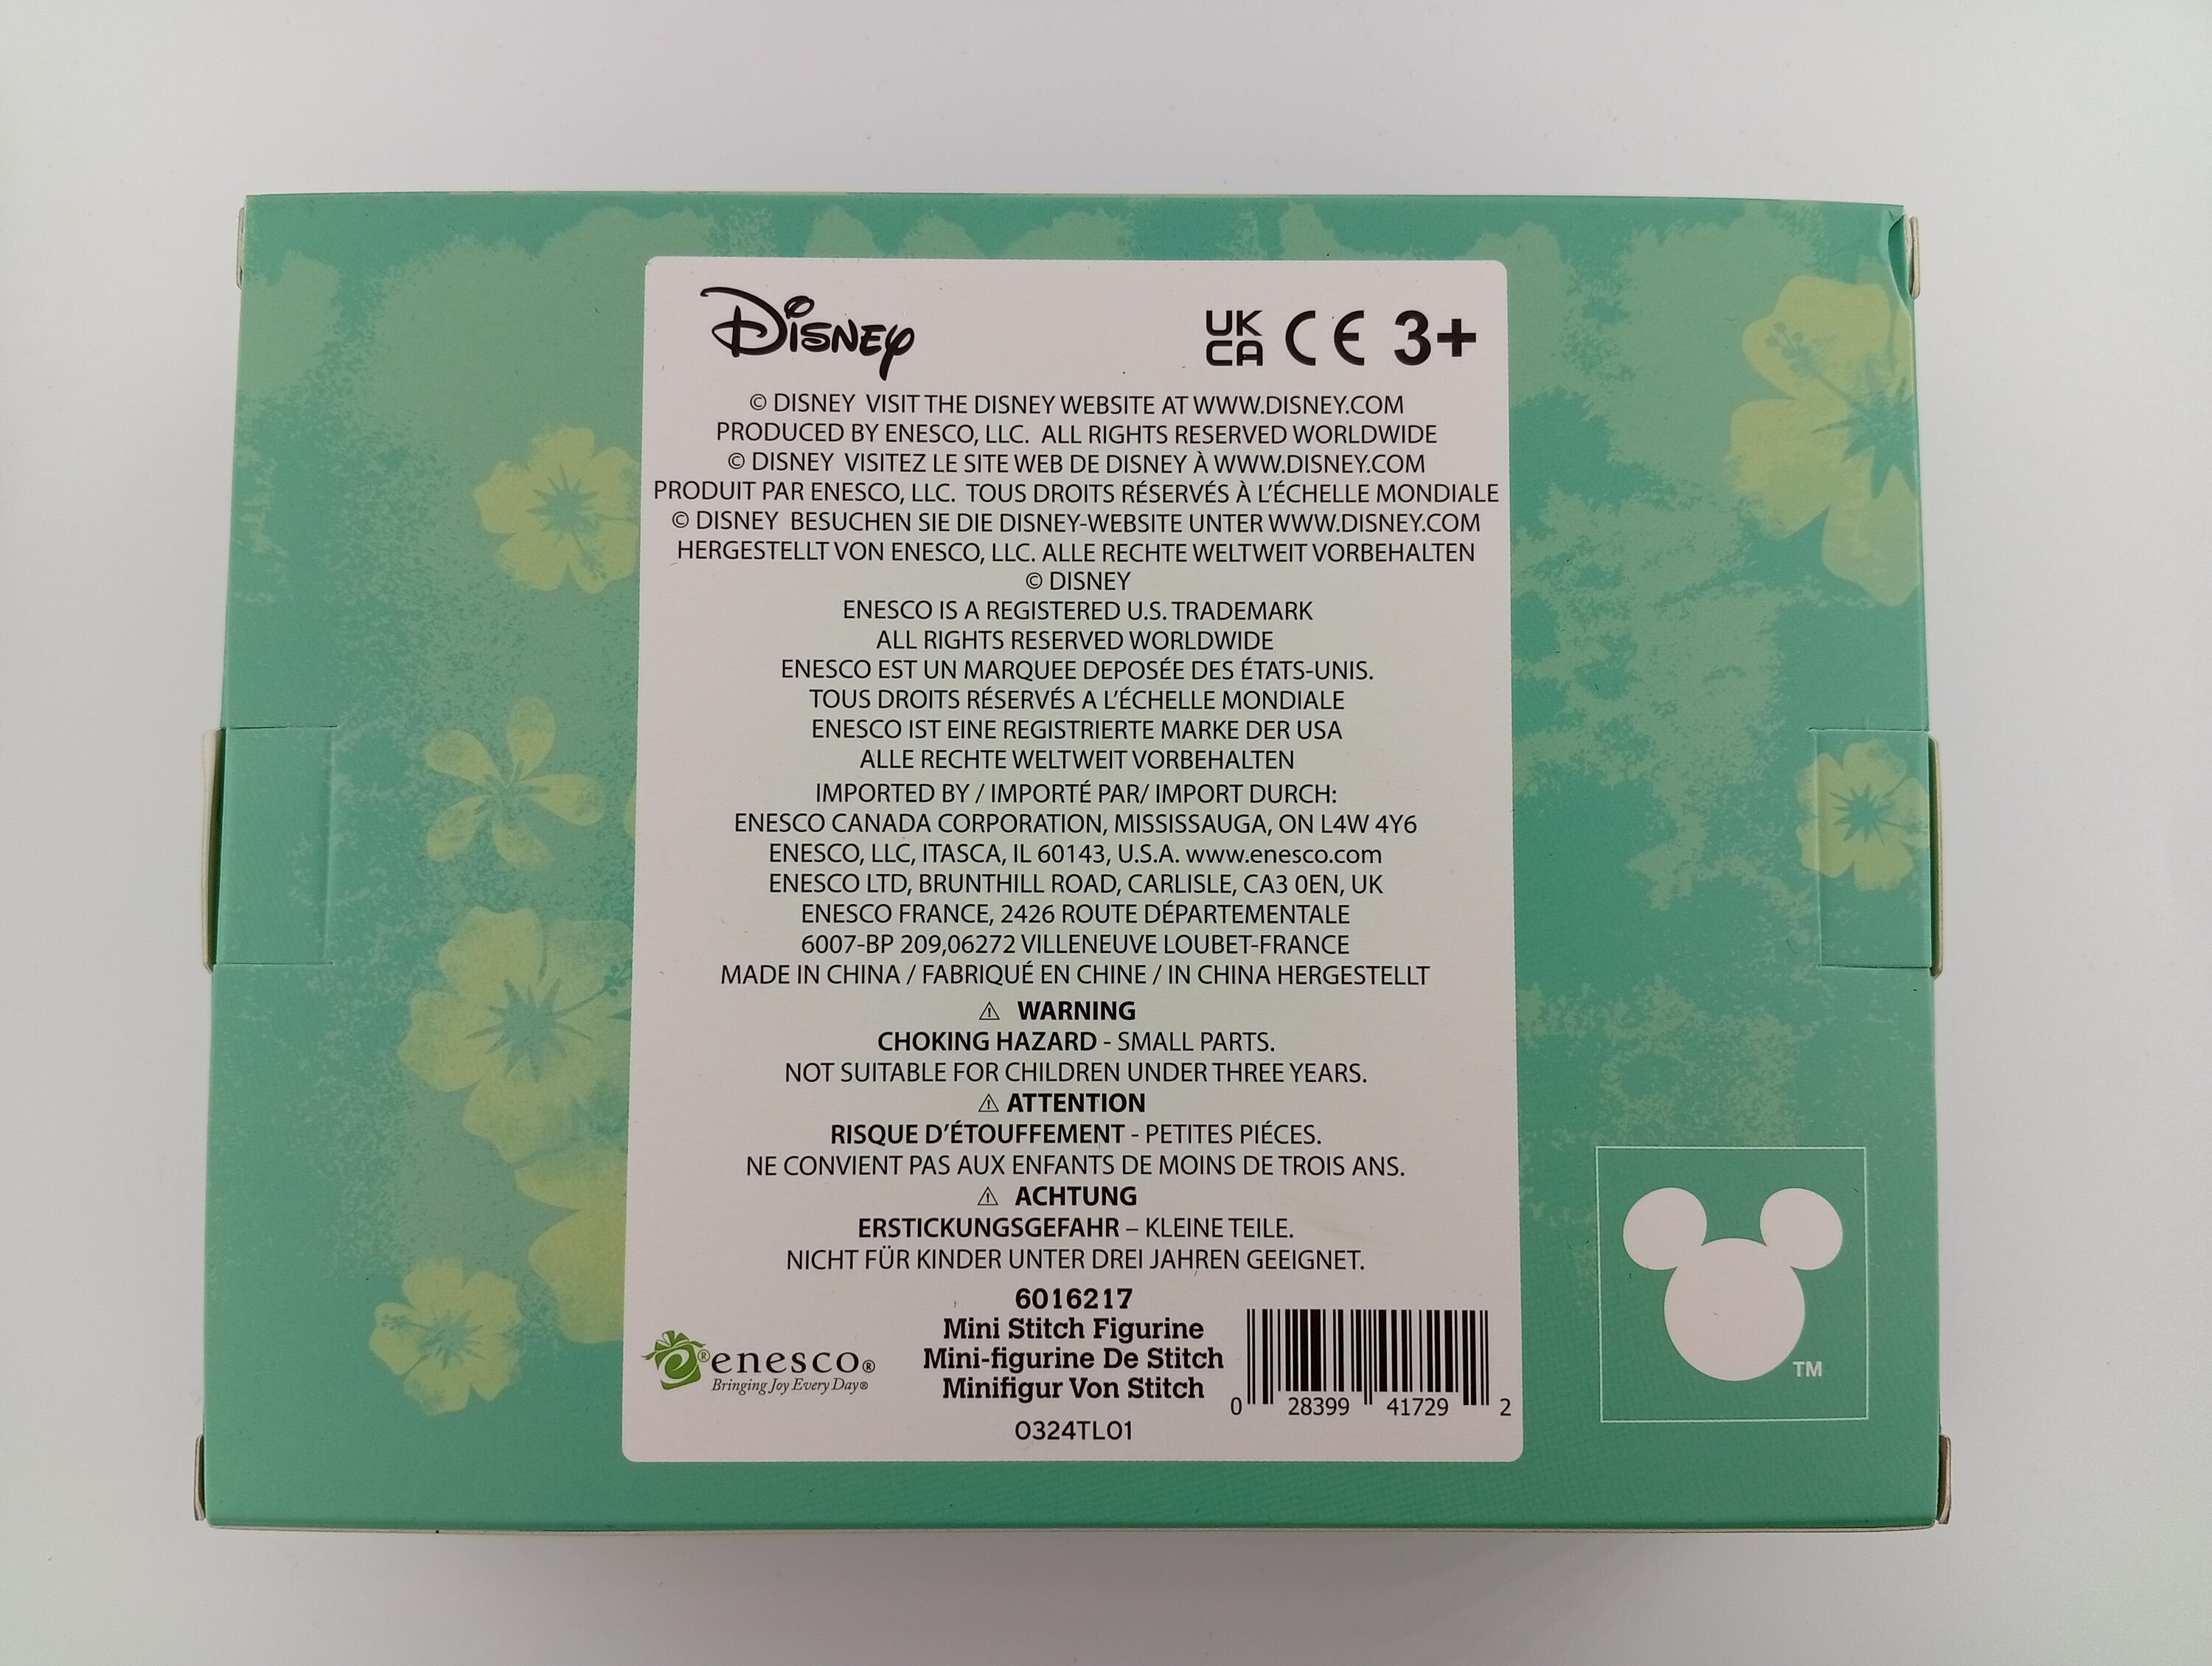 Disney
UK
CA CE 3+
© DISNEY VISIT THE DISNEY WEBSITE AT WWW.DISNEY.COM
PRODUCED BY ENESCO, LLC. ALL RIGHTS RESERVED WORLDWIDE
© DISNEY VISITEZ LE SITE WEB DE DISNEY À WWW.DISNEY.COM
PRODUIT PAR ENESCO, LLC. TOUS DROITS RÉSERVÉS À L'ÉCHELLE MONDIALE
© DISNEY BESUCHEN SIE DIE DISNEY-WEBSITE UNTER WWW.DISNEY.COM
HERGESTELLT VON ENESCO, LLC. ALLE RECHTE WELTWEIT VORBEHALTEN
© DISNEY
ENESCO IS A REGISTERED U.S. TRADEMARK
ALL RIGHTS RESERVED WORLDWIDE
ENESCO EST UN MARQUEE DEPOSÉE DES ÉTATS-UNIS.
TOUS DROITS RÉSERVÉS A L'ÉCHELLE MONDIALE
ENESCO IST EINE REGISTRIERTE MARKE DER USA
ALLE RECHTE WELTWEIT VORBEHALTEN
IMPORTED BY / IMPORTÉ PAR/ IMPORT DURCH:
ENESCO CANADA CORPORATION, MISSISSAUGA, ON L4W 4Y6
ENESCO, LLC, ITASCA, IL 60143, U.S.A. www.enesco.com
ENESCO LTD, BRUNTHILL ROAD, CARLISLE, CA3 0EN, UK
ENESCO FRANCE, 2426 ROUTE DÉPARTEMENTALE
6007-BP 209,06272 VILLENEUVE LOUBET-FRANCE
MADE IN CHINA / FABRIQUÉ EN CHINE / IN CHINA HERGESTELLT
⚠ WARNING
CHOKING HAZARD - SMALL PARTS.
NOT SUITABLE FOR CHILDREN UNDER THREE YEARS.
⚠ ATTENTION
RISQUE D'ÉTOUFFEMENT - PETITES PIÉCES.
NE CONVIENT PAS AUX ENFANTS DE MOINS DE TROIS ANS.
⚠ ACHTUNG
ERSTICKUNGSGEFAHR – KLEINE TEILE.
NICHT FÜR KINDER UNTER DREI JAHREN GEEIGNET.
6016217
Mini Stitch Figurine
Mini-figurine De Stitch
Minifigur Von Stitch
0324TL01
e® enesco®
Bringing Joy Every Day®
0 28399 41729 2
TM